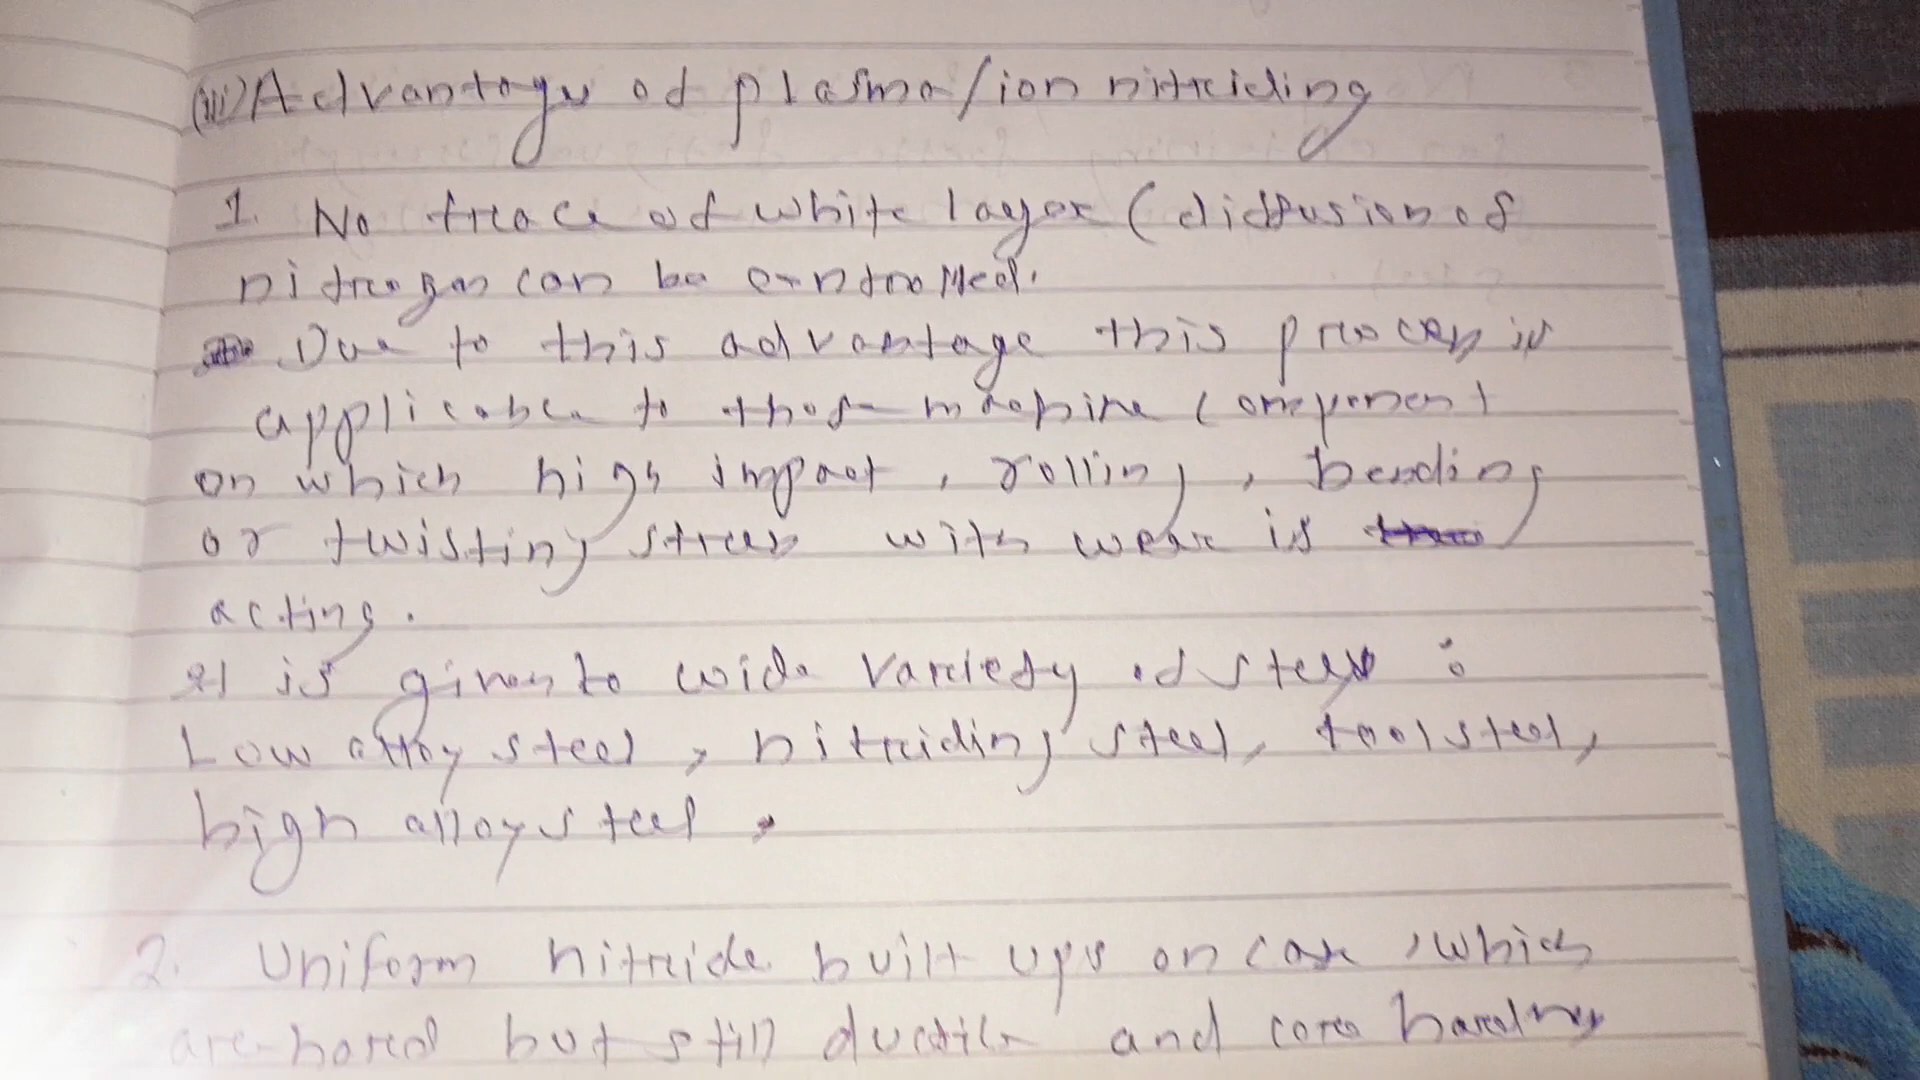 (iii) Advantages of plasma/ion nitriding
1. No trace of white layer (diffusion of
nitrogen can be controlled.
Due to this advantage this process is
applicable to those machine component
on which high impact, rolling, bending
or twisting stress with wear is
acting.
It is given to wide variety of steels :
Low alloy steel, nitriding steel, tool steel,
high alloy steel,
2. Uniform nitride built ups on case, which
are hared but still ductile and core hardness